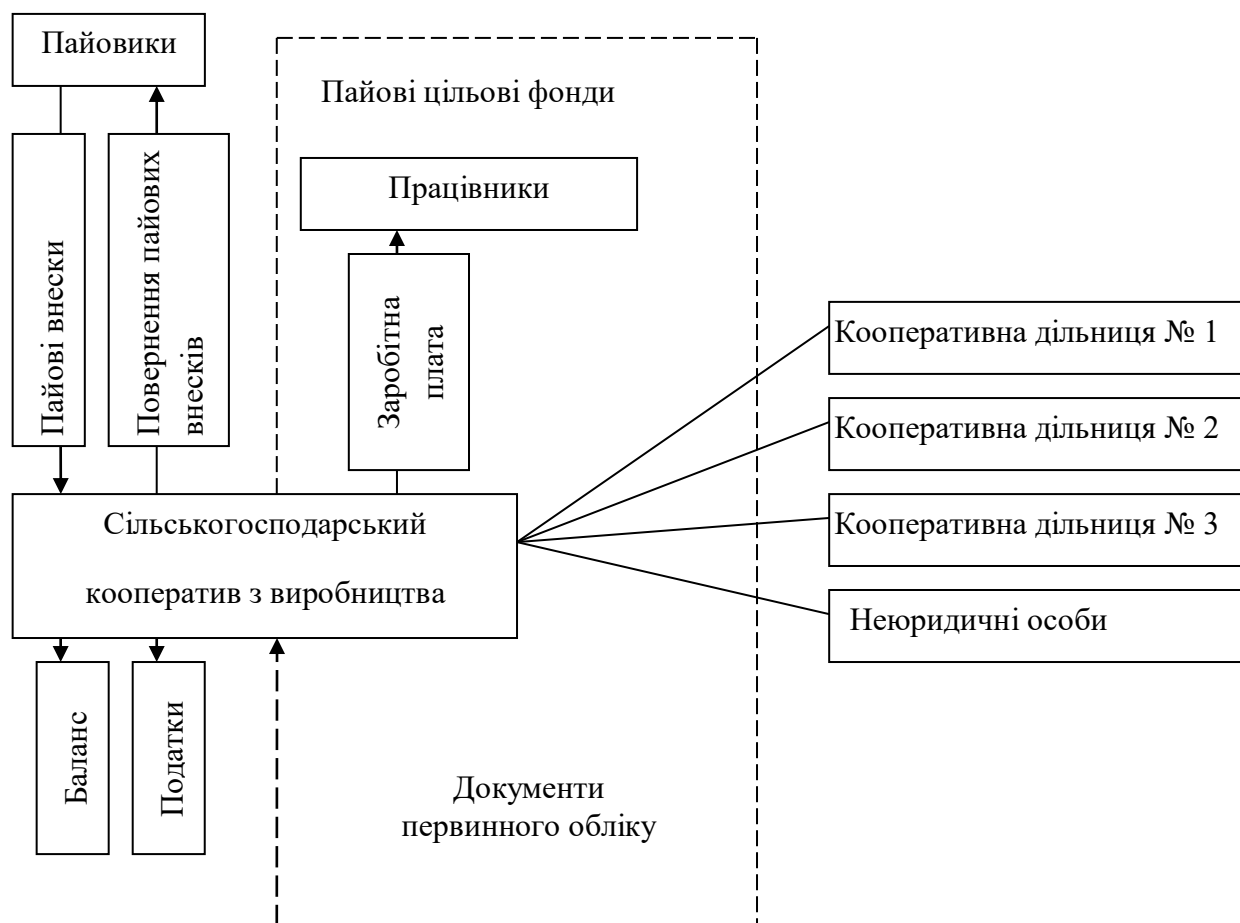 Пайовики
Пайові цільові фонди
Працівники
Пайові внески
Повернення пайових
внесків
Заробітна
плата
Кооперативна дільниця № 1
Кооперативна дільниця № 2
Кооперативна дільниця № 3
Неюридичні особи
Сільськогосподарський
кооператив з виробництва
Баланс
Податки
Документи
первинного обліку